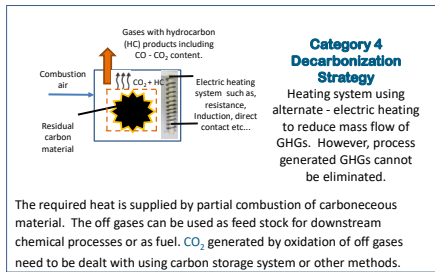 Gases with hydrocarbon
(HC) products including
CO - CO₂ content.
Combustion
air
CO₂ + HC
Residual
carbon
material
Electric heating
system such as,
resistance,
Induction, direct
contact etc...
Category 4
Decarbonization
Strategy
Heating system using
alternate - electric heating
to reduce mass flow of
GHGs. However, process
generated GHGs cannot
be eliminated.
The required heat is supplied by partial combustion of carboneceous
material. The off gases can be used as feed stock for downstream
chemical processes or as fuel. CO₂ generated by oxidation of off gases
need to be dealt with using carbon storage system or other methods.